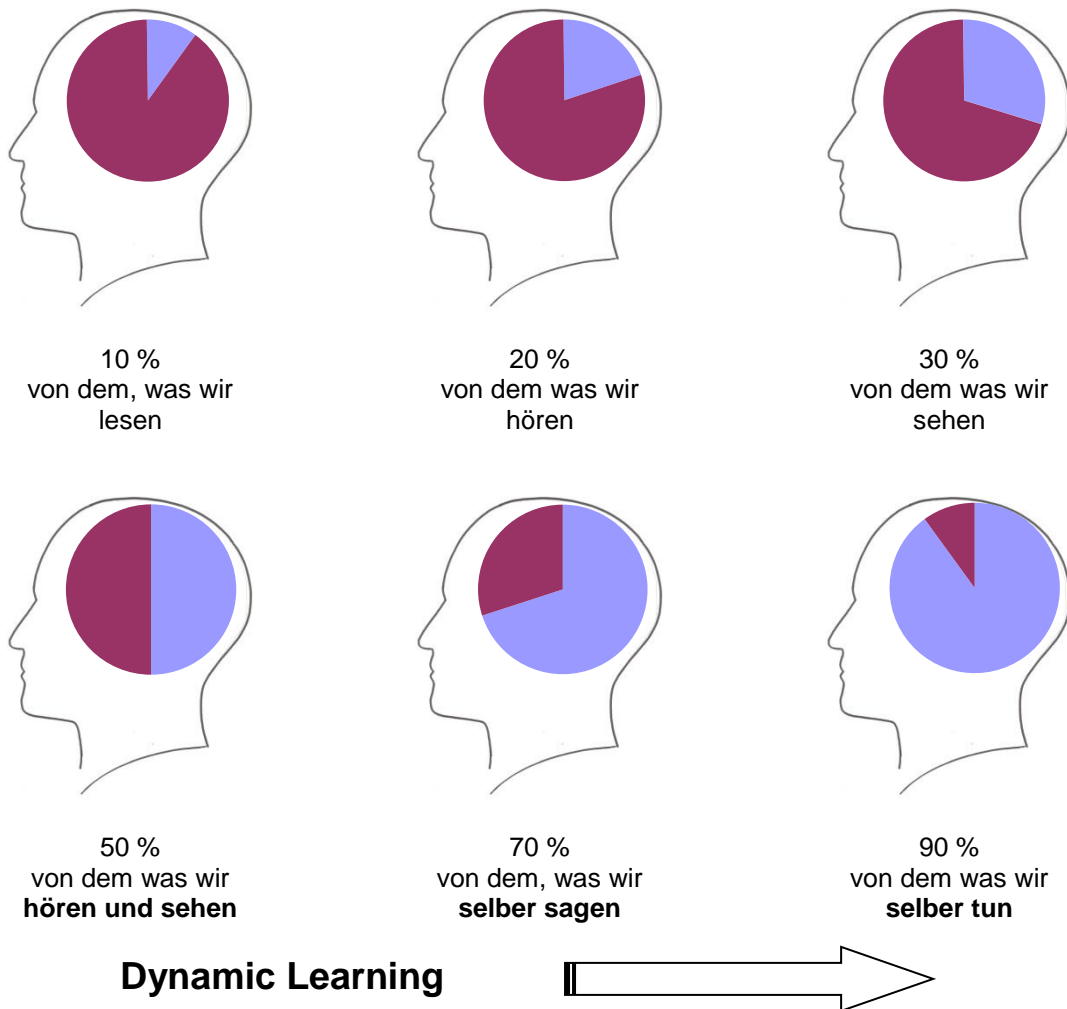 10 %
von dem, was wir
lesen
20 %
von dem was wir
hören
30 %
von dem was wir
sehen
50 %
von dem was wir
hören und sehen
70 %
von dem, was wir
selber sagen
90 %
von dem was wir
selber tun
Dynamic Learning